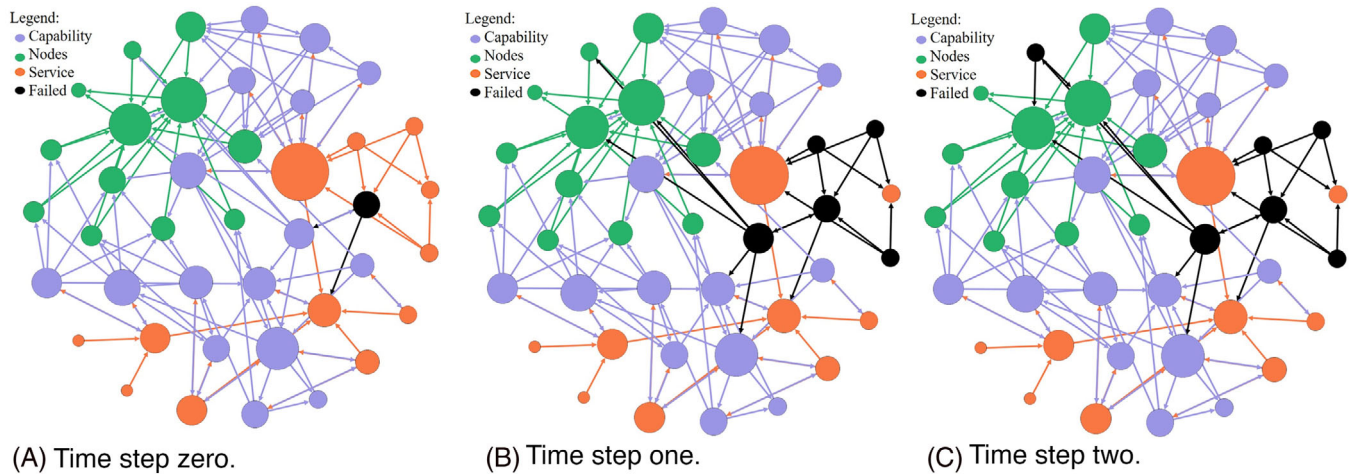 Legend:
Capability
Nodes
Service
Failed
Legend:
Capability
Nodes
Service
Failed
Legend:
Capability
Nodes
Service
Failed
(A) Time step zero.
(B) Time step one.
(C) Time step two.